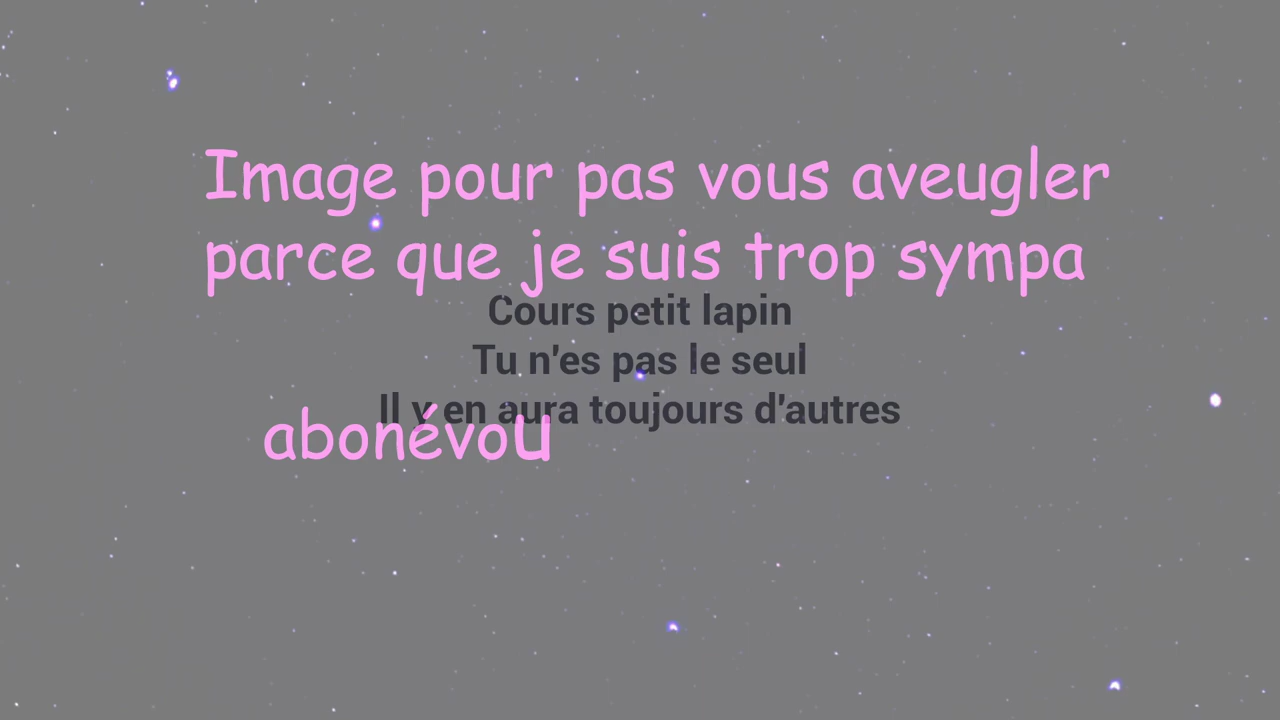 Image pour pas vous aveugler
parce que je suis trop sympa
Cours petit lapin
Tu n'es pas le seul
Il y en aura toujours d'autres
abonévou